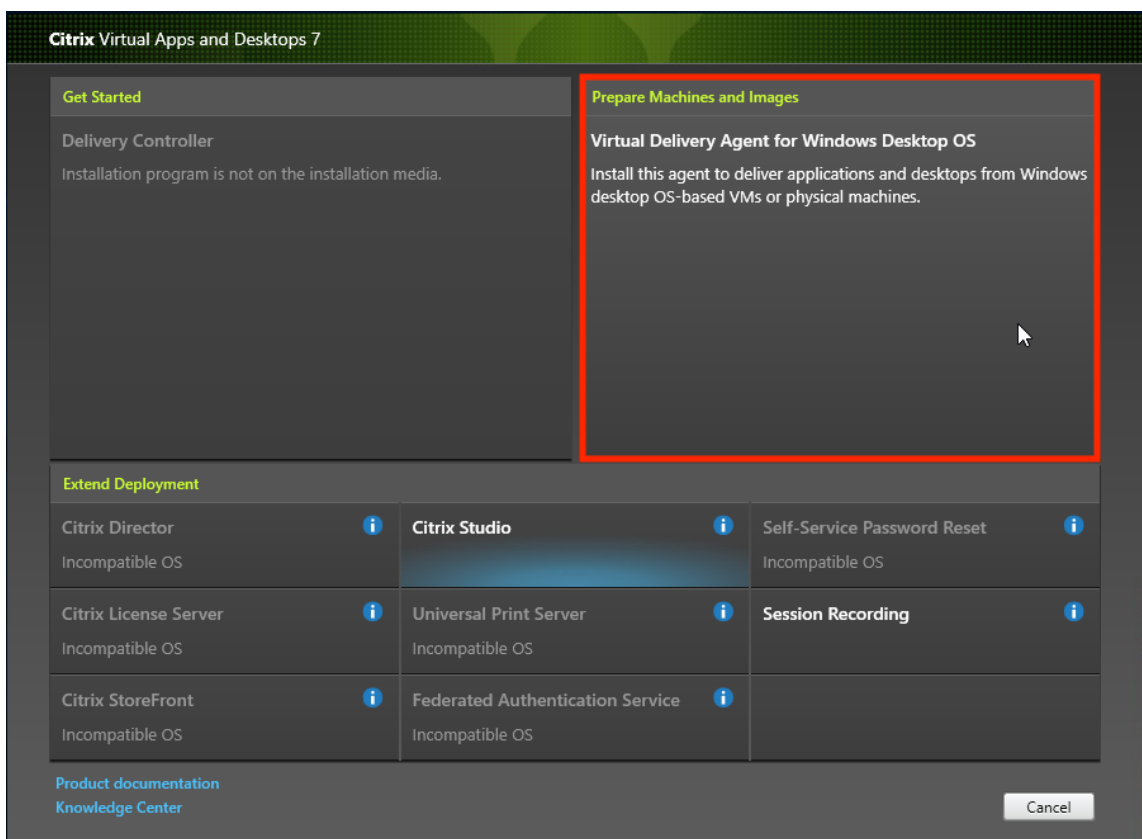 Citrix Virtual Apps and Desktops 7
Get Started
Delivery Controller
Installation program is not on the installation media.
Prepare Machines and Images
Virtual Delivery Agent for Windows Desktop OS
Install this agent to deliver applications and desktops from Windows
desktop OS-based VMs or physical machines.
Extend Deployment
Citrix Director
Incompatible OS
Citrix Studio
Self-Service Password Reset
Incompatible OS
Citrix License Server
Incompatible OS
Universal Print Server
Incompatible OS
Session Recording
Citrix StoreFront
Incompatible OS
Federated Authentication Service
Incompatible OS
Product documentation
Knowledge Center
Cancel